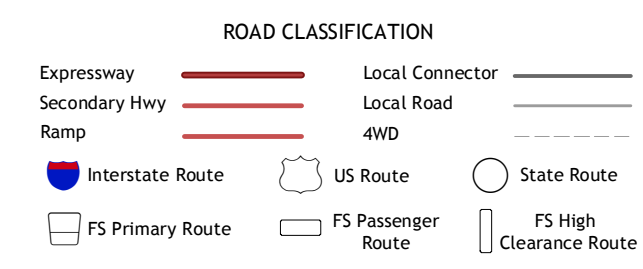 ROAD CLASSIFICATION
Expressway
Local Connector
Secondary Hwy
Local Road
Ramp
4WD
Interstate Route
US Route
State Route
FS Primary Route
FS Passenger
Route
FS High
Clearance Route